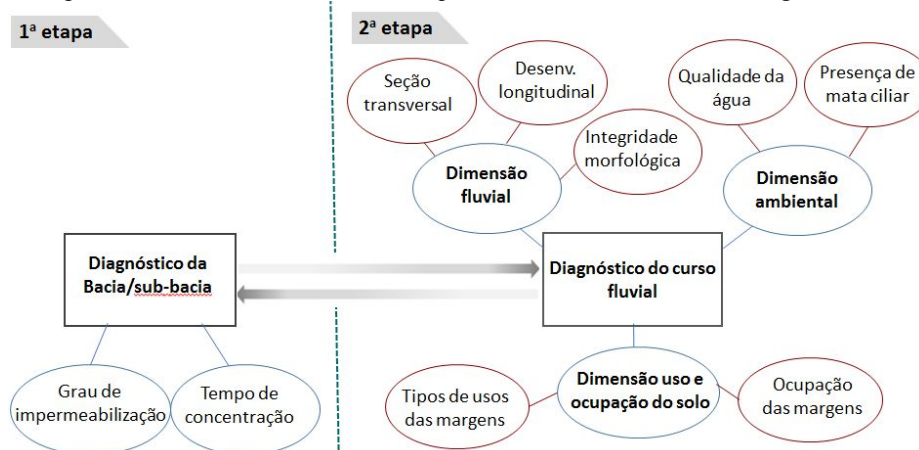 1ª etapa
Diagnóstico da
Bacia/sub-bacia
Grau de
impermeabilização
Tempo de
concentração
2ª etapa
Seção
transversal
Desenv.
longitudinal
Integridade
morfológica
Dimensão
fluvial
Qualidade da
água
Presença de
mata ciliar
Dimensão
ambiental
Diagnóstico do curso
fluvial
Tipos de usos
das margens
Dimensão uso e
ocupação do solo
Ocupação
das margens